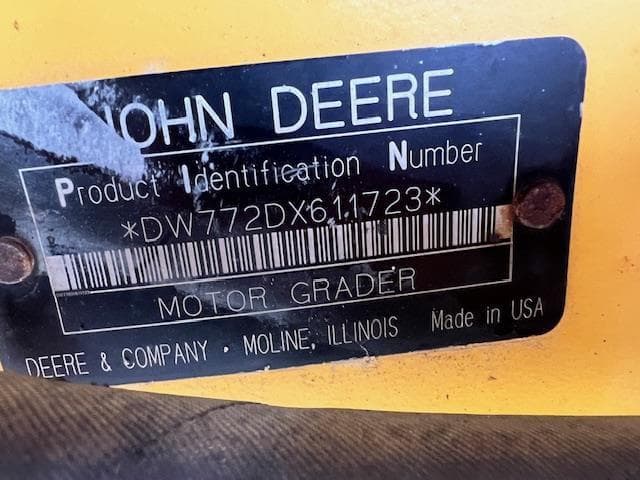 JOHN DEERE
Product Identification Number
*DW772DX611723*
MOTOR GRADER
DEERE & COMPANY · MOLINE, ILLINOIS Made in USA